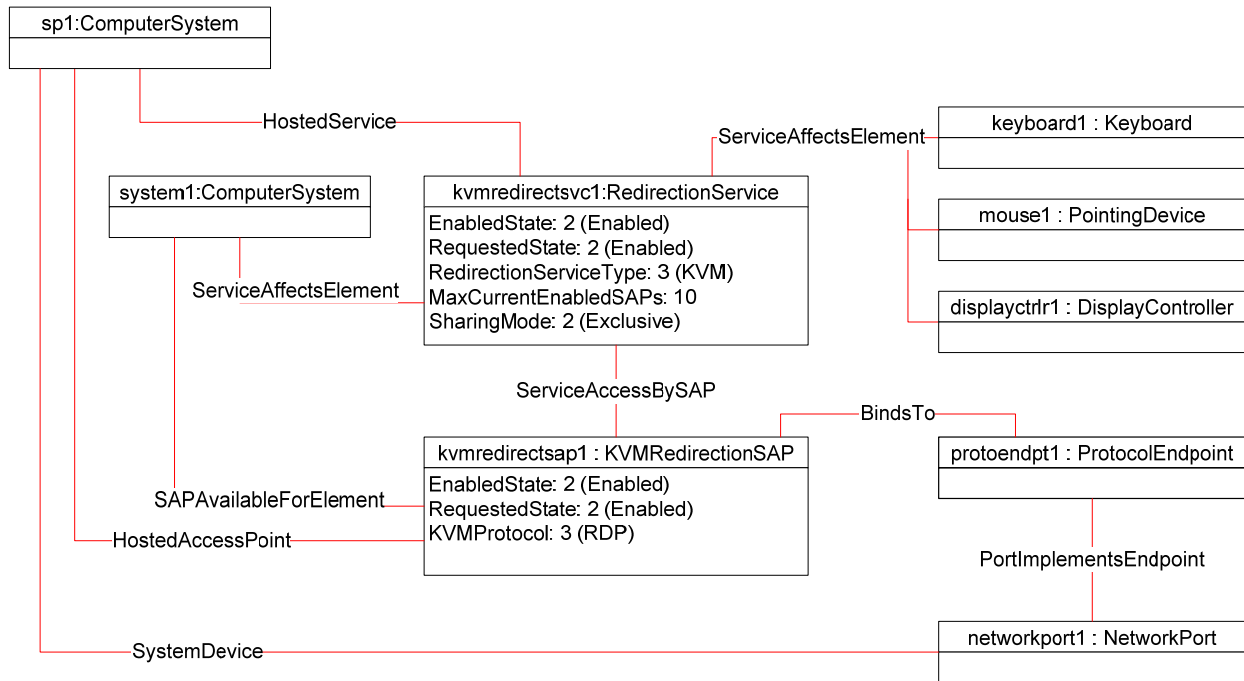 sp1:ComputerSystem
HostedService
ServiceAffectsElement
keyboard1 : Keyboard
system1:ComputerSystem
kvmredirectsvc1:RedirectionService
EnabledState: 2 (Enabled)
RequestedState: 2 (Enabled)
RedirectionServiceType: 3 (KVM)
MaxCurrentEnabledSAPs: 10
SharingMode: 2 (Exclusive)
mouse1 : PointingDevice
ServiceAffectsElement
displayctrlr1 : DisplayController
ServiceAccessBySAP
BindsTo
kvmredirectsap1 : KVMRedirectionSAP
EnabledState: 2 (Enabled)
RequestedState: 2 (Enabled)
KVMProtocol: 3 (RDP)
protoendpt1 : ProtocolEndpoint
SAPAvailableForElement
HostedAccessPoint
PortImplementsEndpoint
networkport1 : NetworkPort
SystemDevice